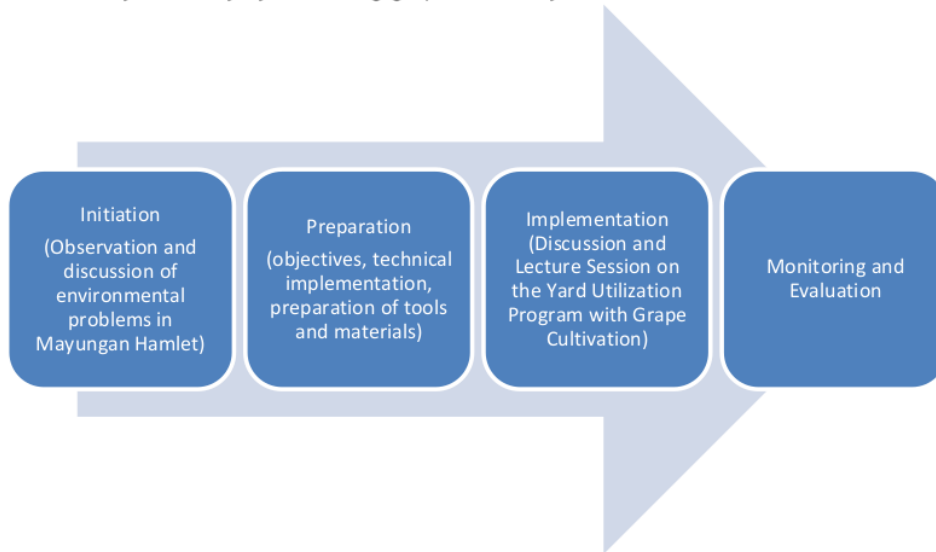 Initiation
(Observation and
discussion of
environmental
problems in
Mayungan Hamlet)
Preparation
(objectives, technical
implementation,
preparation of tools
and materials)
Implementation
(Discussion and
Lecture Session on
the Yard Utilization
Program with Grape
Cultivation)
Monitoring and
Evaluation